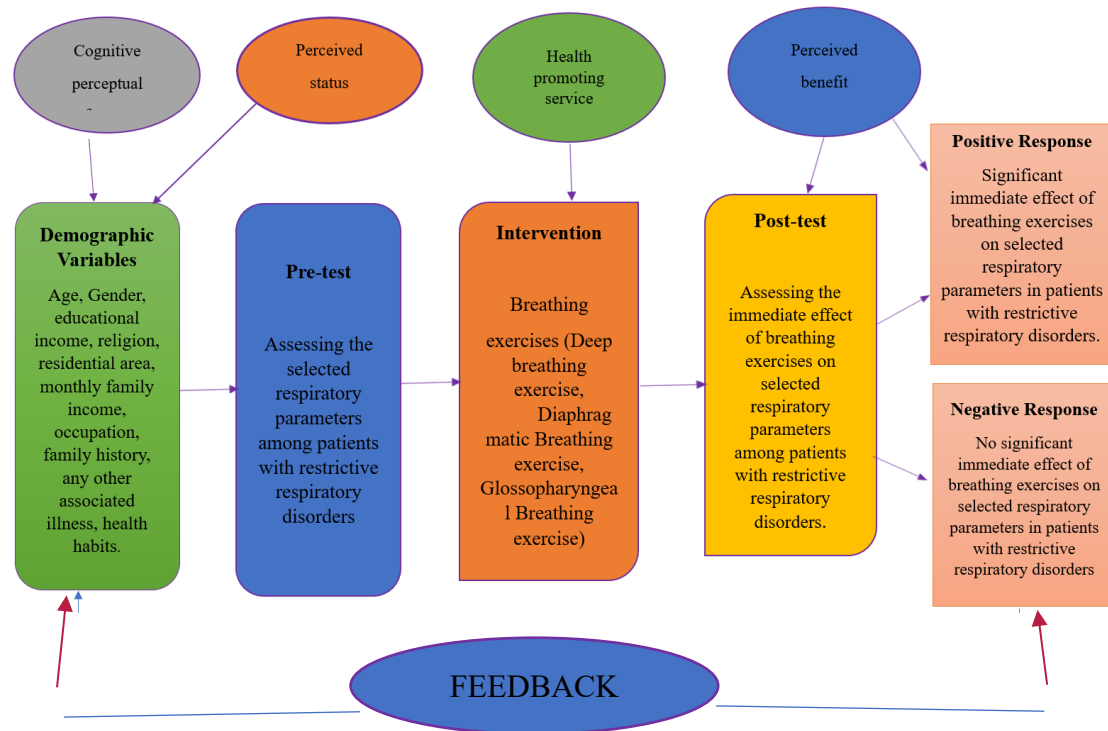 Cognitive
perceptual
Perceived
status
Health
promoting
service
Perceived
benefit
Demographic
Variables
Age, Gender,
educational
income, religion,
residential area,
monthly family
income,
occupation,
family history,
any other
associated
illness, health
habits.
Pre-test
Assessing the
selected
respiratory
parameters
among patients
with restrictive
respiratory
disorders
Intervention
Breathing
exercises (Deep
breathing
exercise,
Diaphrag
matic Breathing
exercise,
Glossopharyngea
l Breathing
exercise)
Post-test
Assessing the
immediate effect
of breathing
exercises on
selected
respiratory
parameters
among patients
with restrictive
respiratory
disorders.
Positive Response
Significant
immediate effect of
breathing exercises
on selected
respiratory
parameters in patients
with restrictive
respiratory disorders.
Negative Response
No significant
immediate effect of
breathing exercises on
selected respiratory
parameters in patients
with restrictive
respiratory disorders
FEEDBACK